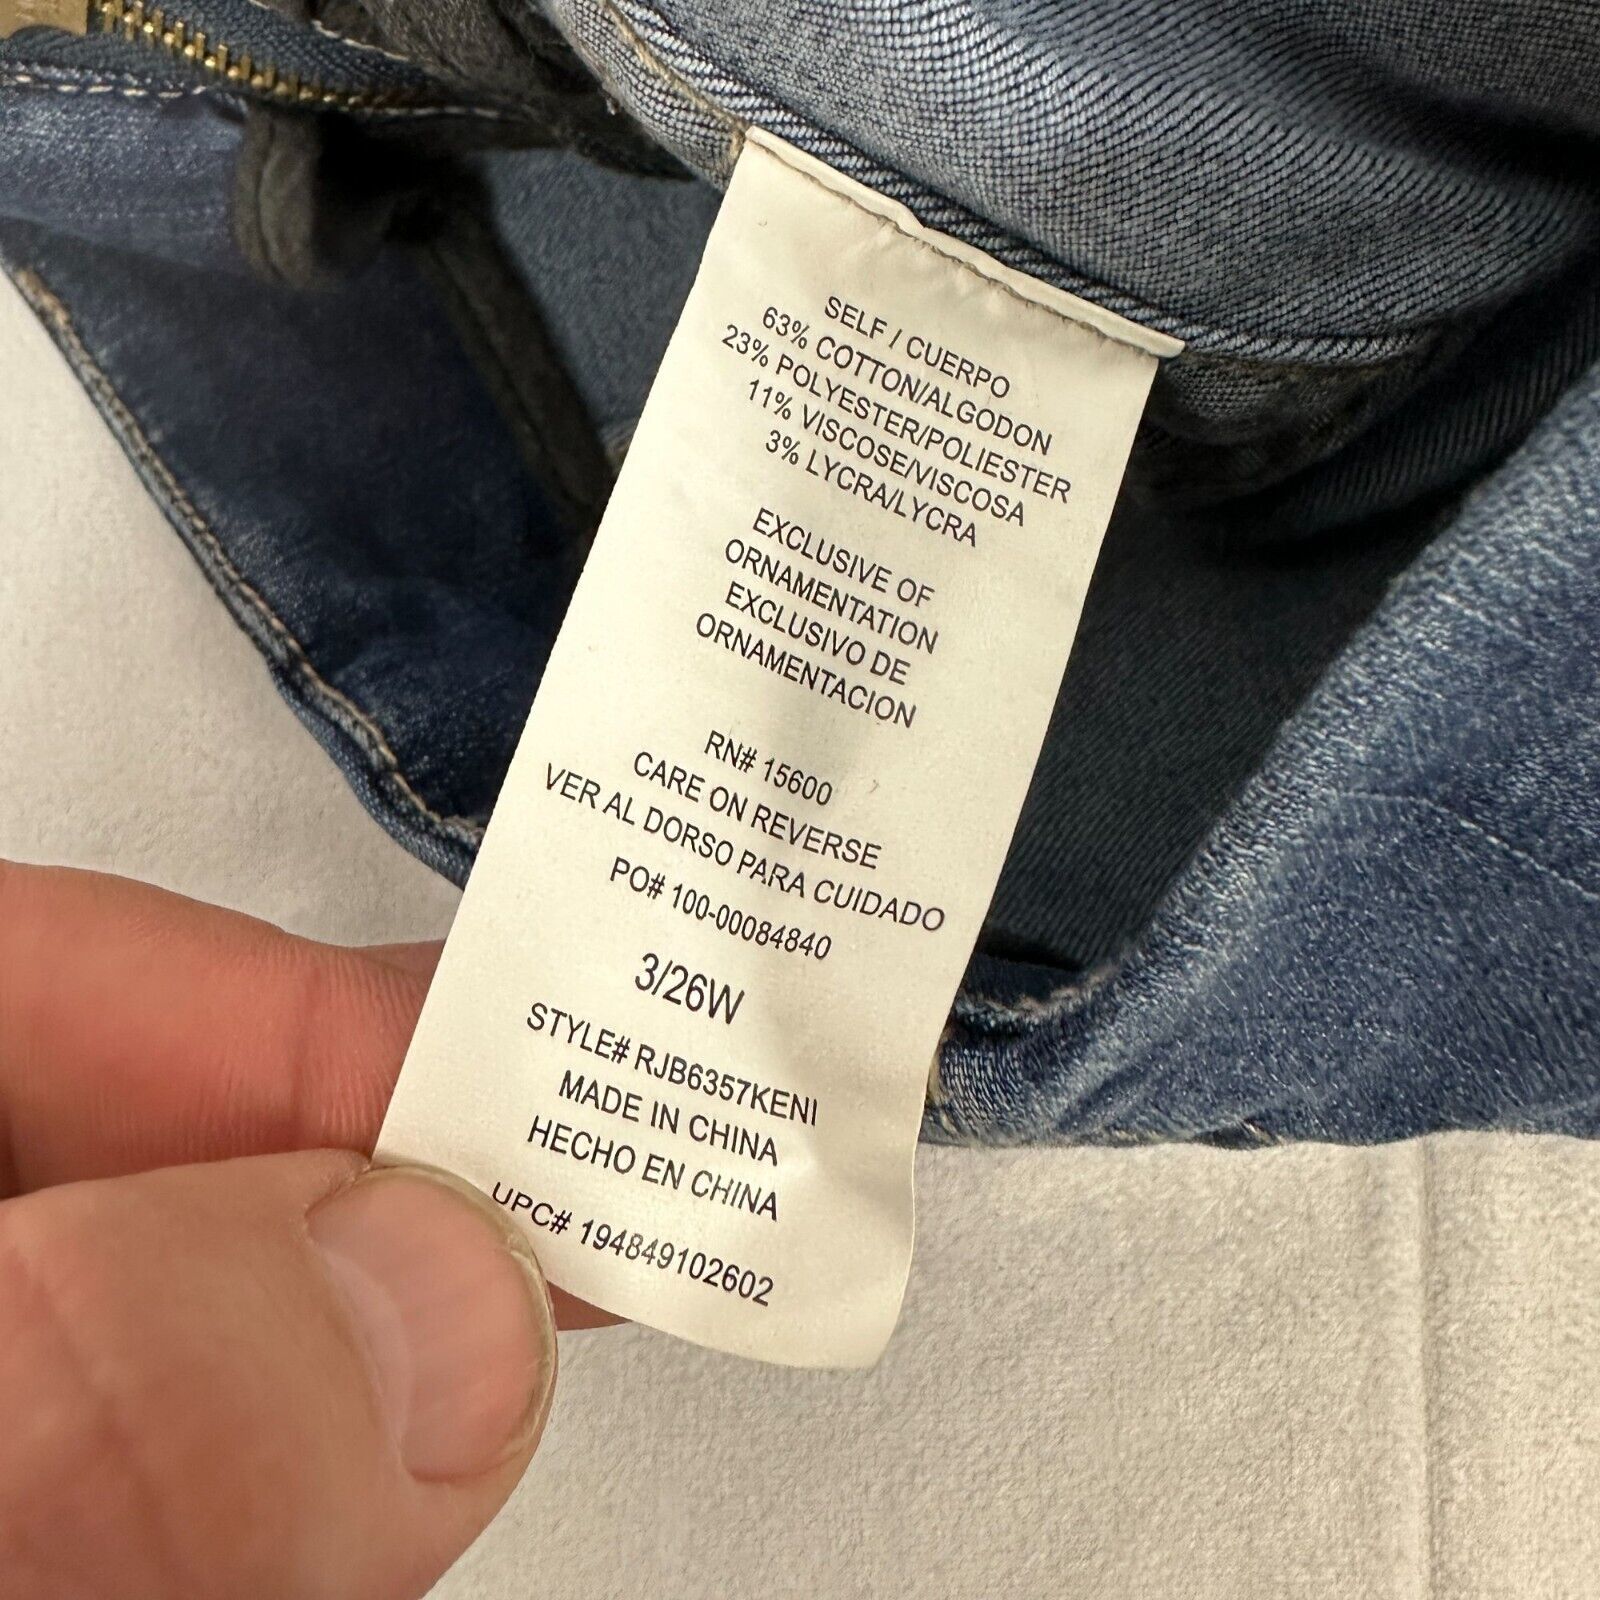 SELF / CUERPO
63% COTTON/ALGODON
23% POLYESTER/POLIESTER
11% VISCOSE/VISCOSA
3% LYCRA/LYCRA
EXCLUSIVE OF
ORNAMENTATION
EXCLUSIVO DE
ORNAMENTACION
RN# 15600
CARE ON REVERSE
VER AL DORSO PARA CUIDADO
PO# 100-00084840
3/26W
STYLE# RJB6357KENI
MADE IN CHINA
HECHO EN CHINA
UPC# 194849102602